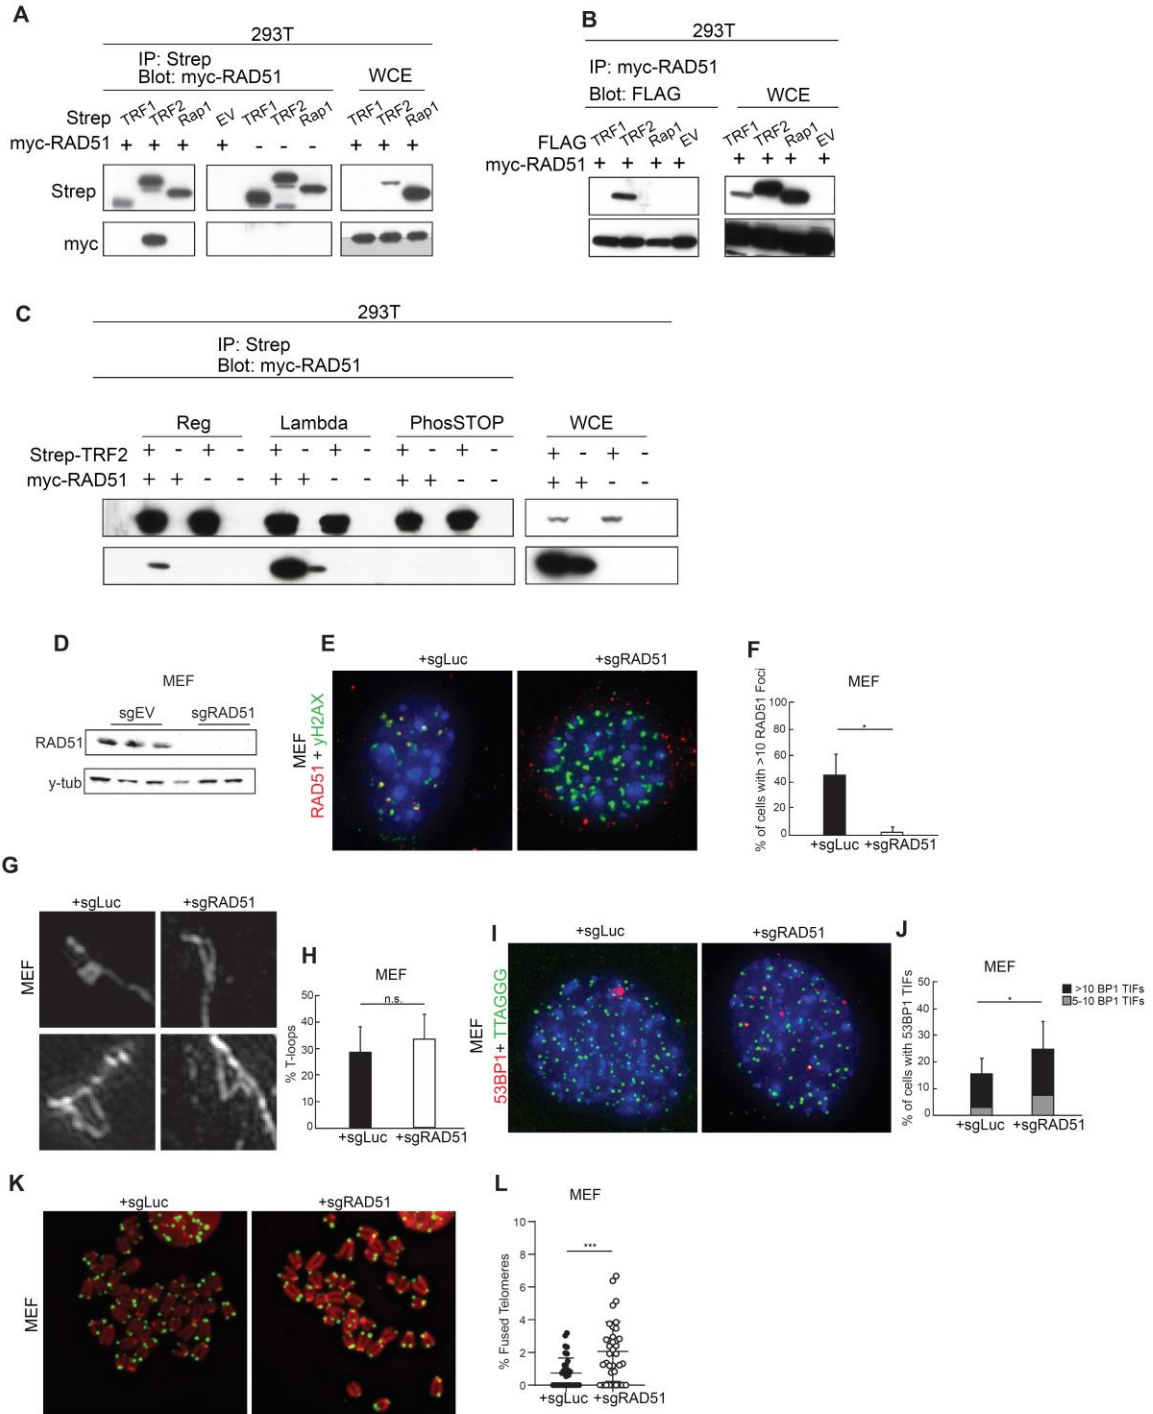 A
293T
IP: Strep
Blot: myc-RAD51
WCE
Strep TRF1 TRF2 Rap1 EV TRF1 TRF2 Rap1 TRF1 TRF2 Rap1
myc-RAD51 + + + + - - - + + +
Strep
myc
B
293T
IP: myc-RAD51
Blot: FLAG
WCE
FLAG TRF1 TRF2 Rap1 EV TRF1 TRF2 Rap1 EV
myc-RAD51 + + + + + + + +
C
293T
IP: Strep
Blot: myc-RAD51
Reg Lambda PhosSTOP WCE
Strep-TRF2 + - + - + - + - + - + - + - + -
myc-RAD51 + + - - + + - - + + - - + + - -
D
MEF
sgEV sgRAD51
RAD51
y-tub
E
+sgLuc +sgRAD51
MEF
RAD51 + yH2AX
F
MEF
% of cells with >10 RAD51 Foci
100
80
60
40
20
0
*
+sgLuc +sgRAD51
G
+sgLuc +sgRAD51
MEF
H
MEF
n.s.
% T-loops
50
40
30
20
10
0
+sgLuc +sgRAD51
I
+sgLuc +sgRAD51
MEF
53BP1+ TTAGGG
J
MEF
>10 BP1 TIFs
5-10 BP1 TIFs
% of cells with 53BP1 TIFs
50
40
30
20
10
0
*
+sgLuc +sgRAD51
K
+sgLuc +sgRAD51
MEF
L
MEF
% Fused Telomeres
10
8
6
4
2
0
***
+sgLuc +sgRAD51